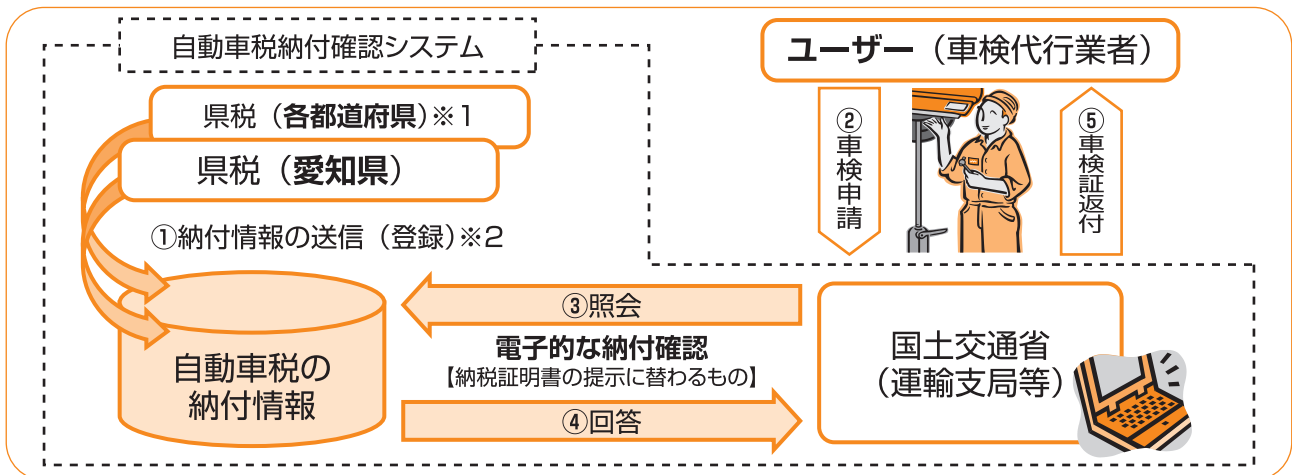 自動車税納付確認システム
ユーザー（車検代行業者）
県税（各都道府県）※1
県税（愛知県）
①納付情報の送信（登録）※2
②車検申請
⑤車検証返付
③照会
電子的な納付確認
【納税証明書の提示に替わるもの】
④回答
自動車税の
納付情報
国土交通省
（運輸支局等）